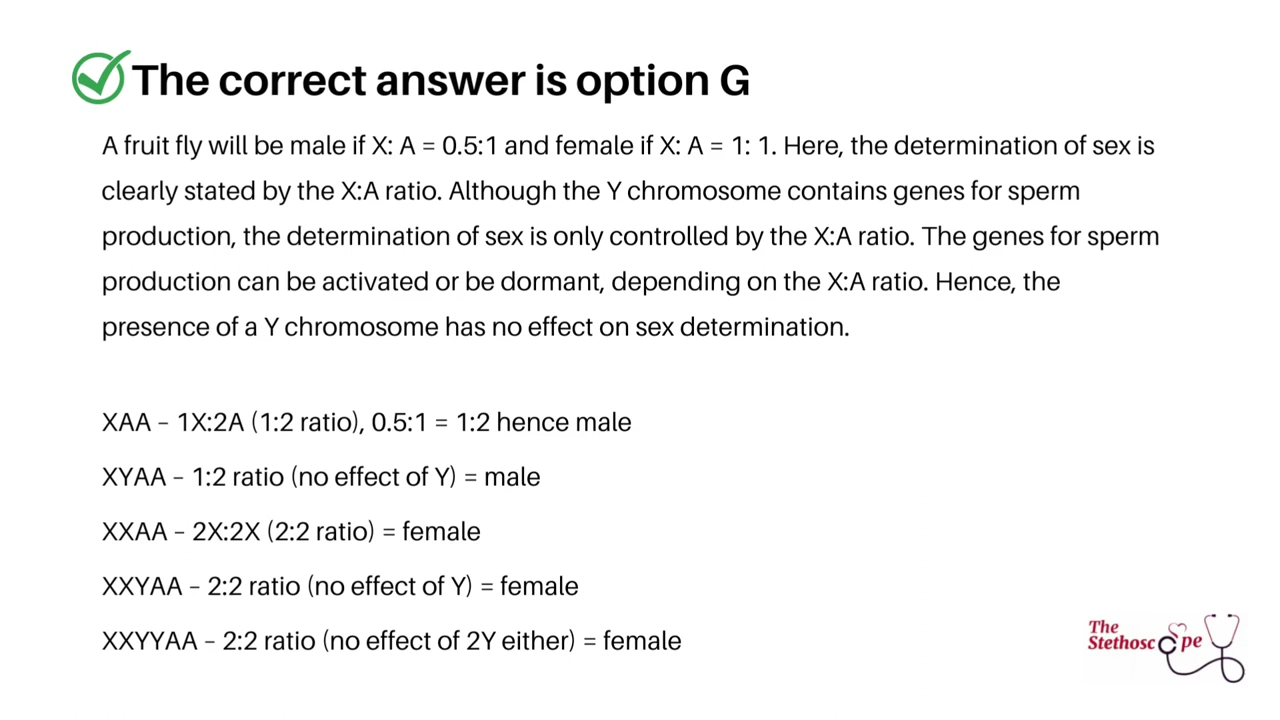 The correct answer is option G
A fruit fly will be male if X: A = 0.5:1 and female if X: A = 1: 1. Here, the determination of sex is
clearly stated by the X:A ratio. Although the Y chromosome contains genes for sperm
production, the determination of sex is only controlled by the X:A ratio. The genes for sperm
production can be activated or be dormant, depending on the X:A ratio. Hence, the
presence of a Y chromosome has no effect on sex determination.
XAA – 1X:2A (1:2 ratio), 0.5:1 = 1:2 hence male
XYAA – 1:2 ratio (no effect of Y) = male
XXAA – 2X:2X (2:2 ratio) = female
XXYAA – 2:2 ratio (no effect of Y) = female
XXYYAA – 2:2 ratio (no effect of 2Y either) = female
The
Stethoscope